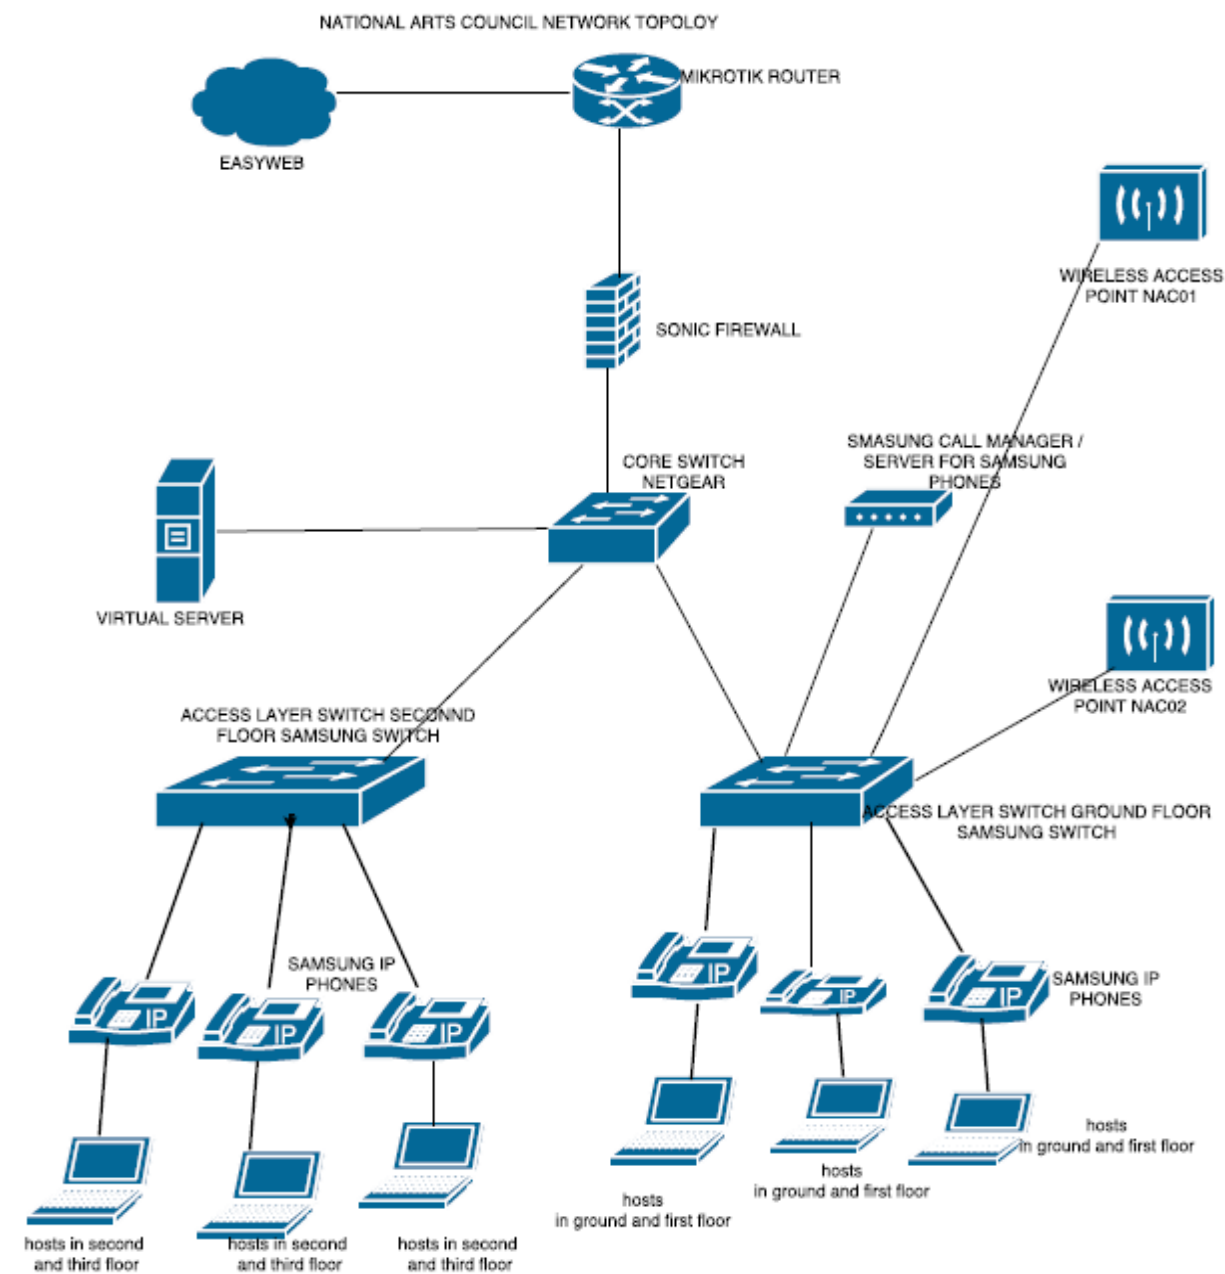 NATIONAL ARTS COUNCIL NETWORK TOPOLOY
MIKROTIK ROUTER
EASYWEB
WIRELESS ACCESS
POINT NAC01
SONIC FIREWALL
SMASUNG CALL MANAGER /
SERVER FOR SAMSUNG
PHONES
CORE SWITCH
NETGEAR
VIRTUAL SERVER
WIRELESS ACCESS
POINT NAC02
ACCESS LAYER SWITCH SECONND
FLOOR SAMSUNG SWITCH
ACCESS LAYER SWITCH GROUND FLOOR
SAMSUNG SWITCH
SAMSUNG IP
PHONES
IP
IP
IP
IP
IP
IP
SAMSUNG IP
PHONES
hosts
in ground and first floor
hosts
in ground and first floor
hosts
in ground and first floor
hosts in second
and third floor
hosts in second
and third floor
hosts in second
and third floor